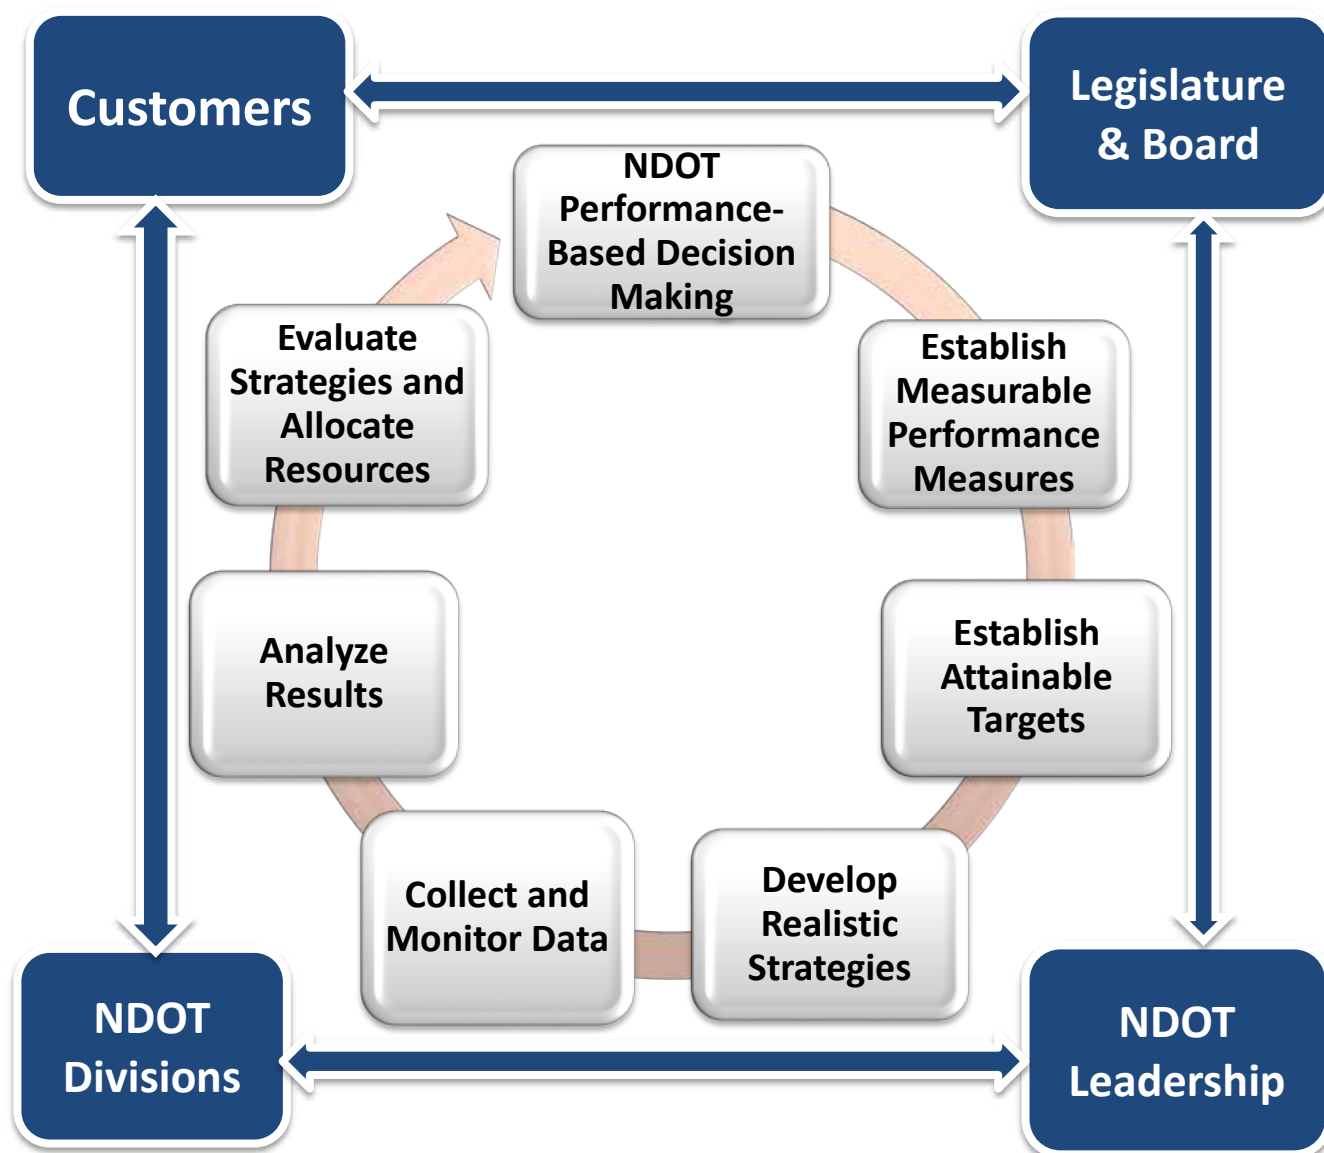 Customers
Legislature
& Board
NDOT
Performance-
Based Decision
Making
Establish
Measurable
Performance
Measures
Establish
Attainable
Targets
Develop
Realistic
Strategies
Collect and
Monitor Data
Analyze
Results
Evaluate
Strategies and
Allocate
Resources
NDOT
Divisions
NDOT
Leadership